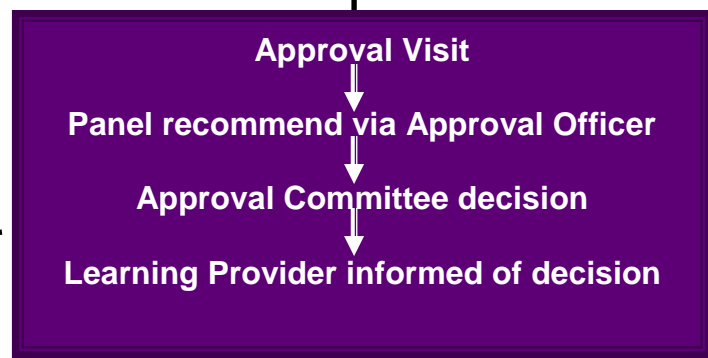 Approval Visit
Panel recommend via Approval Officer
Approval Committee decision
Learning Provider informed of decision